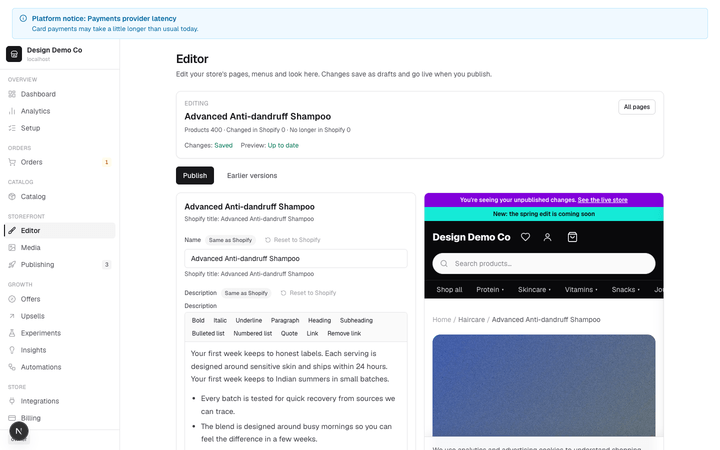 Platform notice: Payments provider latency
Card payments may take a little longer than usual today.
Design Demo Co
localhost
OVERVIEW
Dashboard
Analytics
Setup
ORDERS
Orders 1
CATALOG
Catalog
STOREFRONT
Editor
Media
Publishing 3
GROWTH
Offers
Upsells
Experiments
Insights
Automations
STORE
Integrations
Billing
N
Editor
Edit your store's pages, menus and look here. Changes save as drafts and go live when you publish.
EDITING
Advanced Anti-dandruff Shampoo
All pages
Products 400 · Changed in Shopify 0 · No longer in Shopify 0
Changes: Saved Preview: Up to date
Publish Earlier versions
Advanced Anti-dandruff Shampoo
Shopify title: Advanced Anti-dandruff Shampoo
Name Same as Shopify Reset to Shopify
Advanced Anti-dandruff Shampoo
Shopify title: Advanced Anti-dandruff Shampoo
Description Same as Shopify Reset to Shopify
Description
Bold Italic Underline Paragraph Heading Subheading
Bulleted list Numbered list Quote Link Remove link
Your first week keeps to honest labels. Each serving is
designed around sensitive skin and ships within 24 hours.
Your first week keeps to Indian summers in small batches.
• Every batch is tested for quick recovery from sources we
can trace.
• The blend is designed around busy mornings so you can
feel the difference in a few weeks.
You're seeing your unpublished changes. See the live store
New: the spring edit is coming soon
Design Demo Co
Search products...
Shop all Protein Skincare Vitamins Snacks
Home / Haircare / Advanced Anti-dandruff Shampoo
We use analytics and advertising cookies to understand shopping